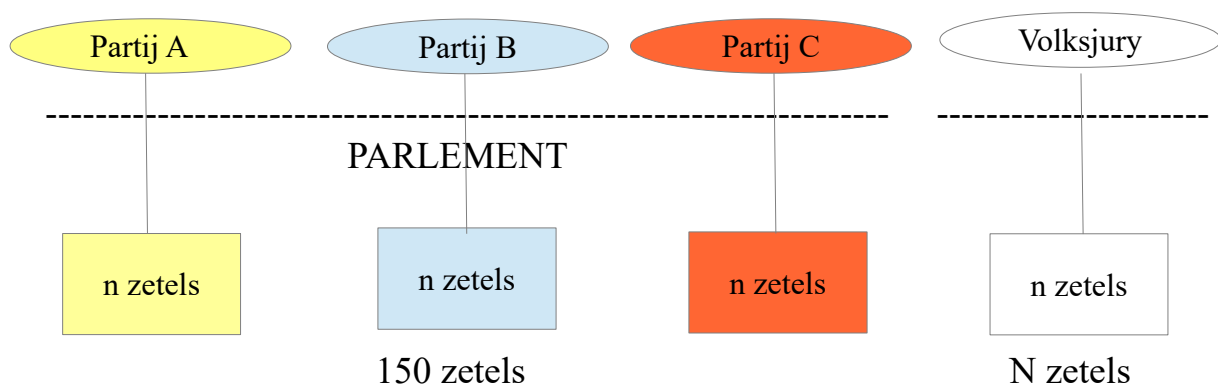 Partij A
Partij B
Partij C
Volksjury
PARLEMENT
n zetels
n zetels
n zetels
n zetels
150 zetels
N zetels